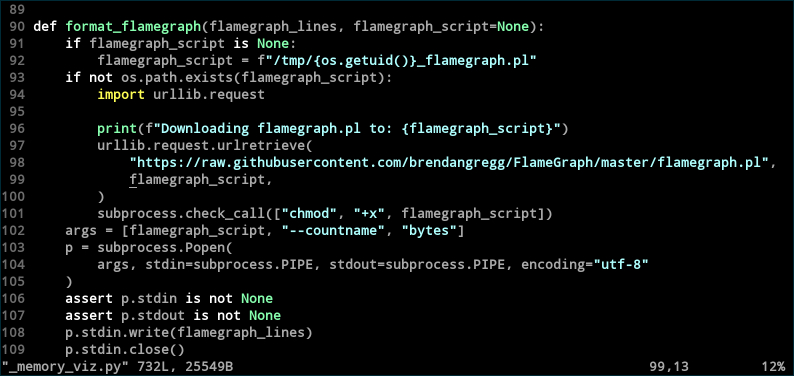 89
90 def format_flamegraph(flamegraph_lines, flamegraph_script=None):
91     if flamegraph_script is None:
92         flamegraph_script = f"/tmp/{os.getuid()}_flamegraph.pl"
93     if not os.path.exists(flamegraph_script):
94         import urllib.request
95
96         print(f"Downloading flamegraph.pl to: {flamegraph_script}")
97         urllib.request.urlretrieve(
98             "https://raw.githubusercontent.com/brendangregg/FlameGraph/master/flamegraph.pl",
99             flamegraph_script,
100         )
101         subprocess.check_call(["chmod", "+x", flamegraph_script])
102     args = [flamegraph_script, "--countname", "bytes"]
103     p = subprocess.Popen(
104         args, stdin=subprocess.PIPE, stdout=subprocess.PIPE, encoding="utf-8"
105     )
106     assert p.stdin is not None
107     assert p.stdout is not None
108     p.stdin.write(flamegraph_lines)
109     p.stdin.close()
"_memory_viz.py" 732L, 25549B 99,13 12%